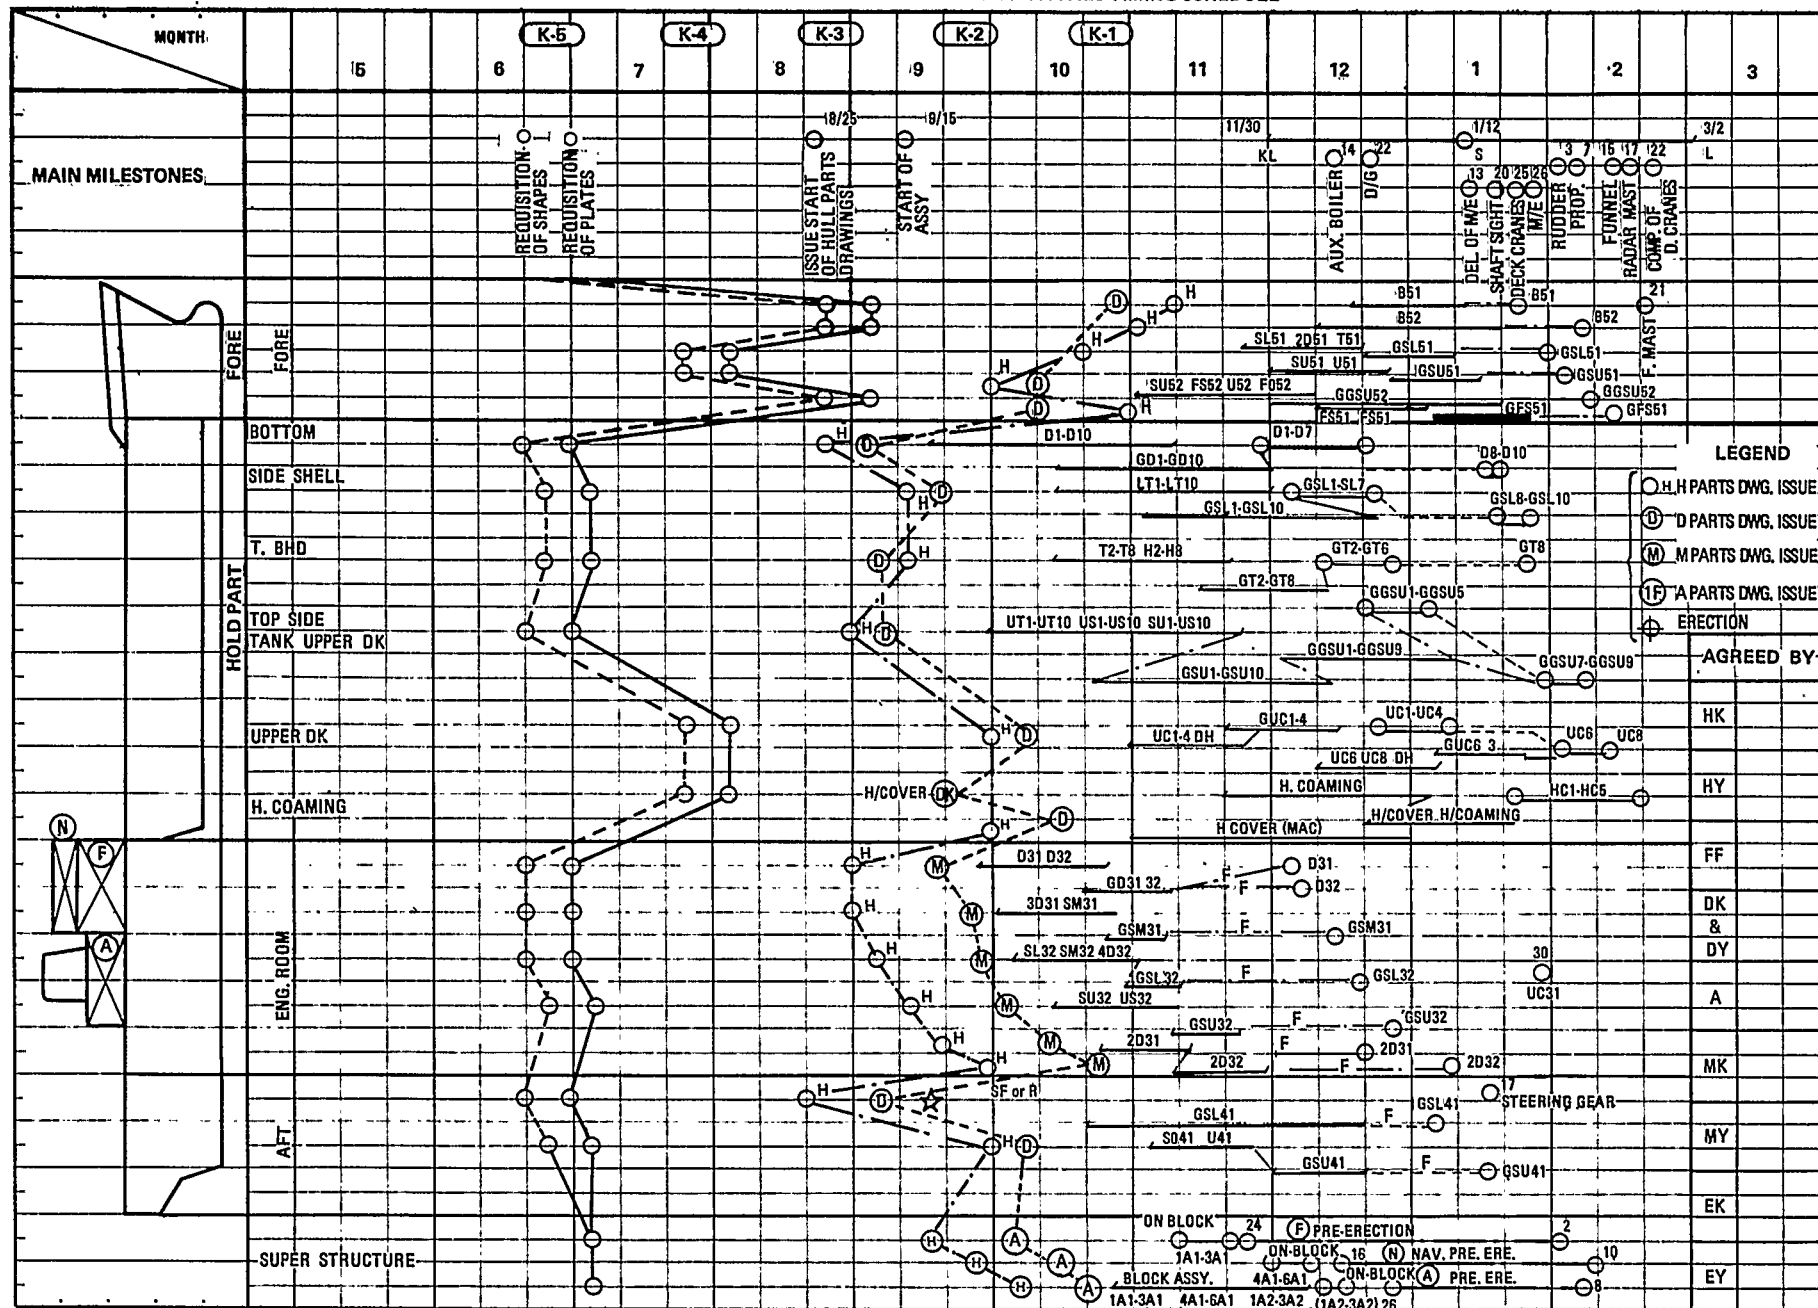 MONTH
K-5 K-4 K-3 K-2 K-1
5 6 7 8 9 10 11 12 1 2 3
MAIN MILESTONES
REQUISITION OF SHAPES
REQUISITION OF PLATES
8/25
ISSUE START OF HULL PARTS DRAWINGS
9/15
START OF ASSY
11/30
KL
14
AUX. BOILER
22
D/G
1/12
S
13
DEL OF M/E
20
SHAFT SIGHT
25
DECK CRANES
26
M/E
3
RUDDER
7
PROP.
15
FUNNEL
17
RADAR MAST
22
COMP OF D. CRANES
3/2
L
21
F. MAST
FORE
FORE
D H B51 B51
H B52 B52
H SL51 2D51 T51 GSL51 GSL51
H D SU51 U51 GSU51 GSU51
SU52 FS52 U52 FO52 GGSU52 GGSU52
D H FS51 FS51 GFS51 GFS51
HOLD PART
BOTTOM
H D D1-D10 D1-D7
GD1-GD10 D8-D10
SIDE SHELL
H D LT1-LT10 GSL1-SL7
GSL1-GSL10 GSL8-GSL10
T. BHD
D H T2-T8 H2-H8 GT2-GT6 GT8
GT2-GT8
GGSU1-GGSU5
TOP SIDE
TANK UPPER DK
H D UT1-UT10 US1-US10 SU1-US10
GGSU1-GGSU9
GSU1-GSU10 GGSU7-GGSU9
UPPER DK
H D UC1-4 DH GUC1-4 UC1-UC4
UC6 UC8 DH GUC6 3 UC6 UC8
H. COAMING
H/COVER DK H. COAMING HC1-HC5
H/COVER H/COAMING
D H COVER (MAC)
LEGEND
H H PARTS DWG. ISSUE
D D PARTS DWG. ISSUE
M M PARTS DWG. ISSUE
1F A PARTS DWG. ISSUE
ERECTION
AGREED BY
HK
HY
FF
DK
&
DY
A
MK
MY
EK
EY
N
F
A
ENG. ROOM
H M D31 D32 D31
GD31 32 F F D32
H M 3D31 SM31
GSM31 F GSM31
H M SL32 SM32 4D32
GSL32 F GSL32
30
UC31
H M SU32 US32
GSU32 F GSU32
H M 2D31 F 2D31
H M 2D32 F 2D32
AFT
H D SF or R
17
STEERING GEAR
GSL41 F GSL41
H D SO41 U41
GSU41 F GSU41
SUPER STRUCTURE
H A ON BLOCK 24 F PRE-ERECTION 2
1A1-3A1
H A ON-BLOCK 16 N NAV. PRE. ERE. 10
H A BLOCK ASSY. 4A1-6A1 ON-BLOCK A PRE. ERE. 8
1A1-3A1 4A1-6A1 1A2-3A2 (1A2-3A2) 26